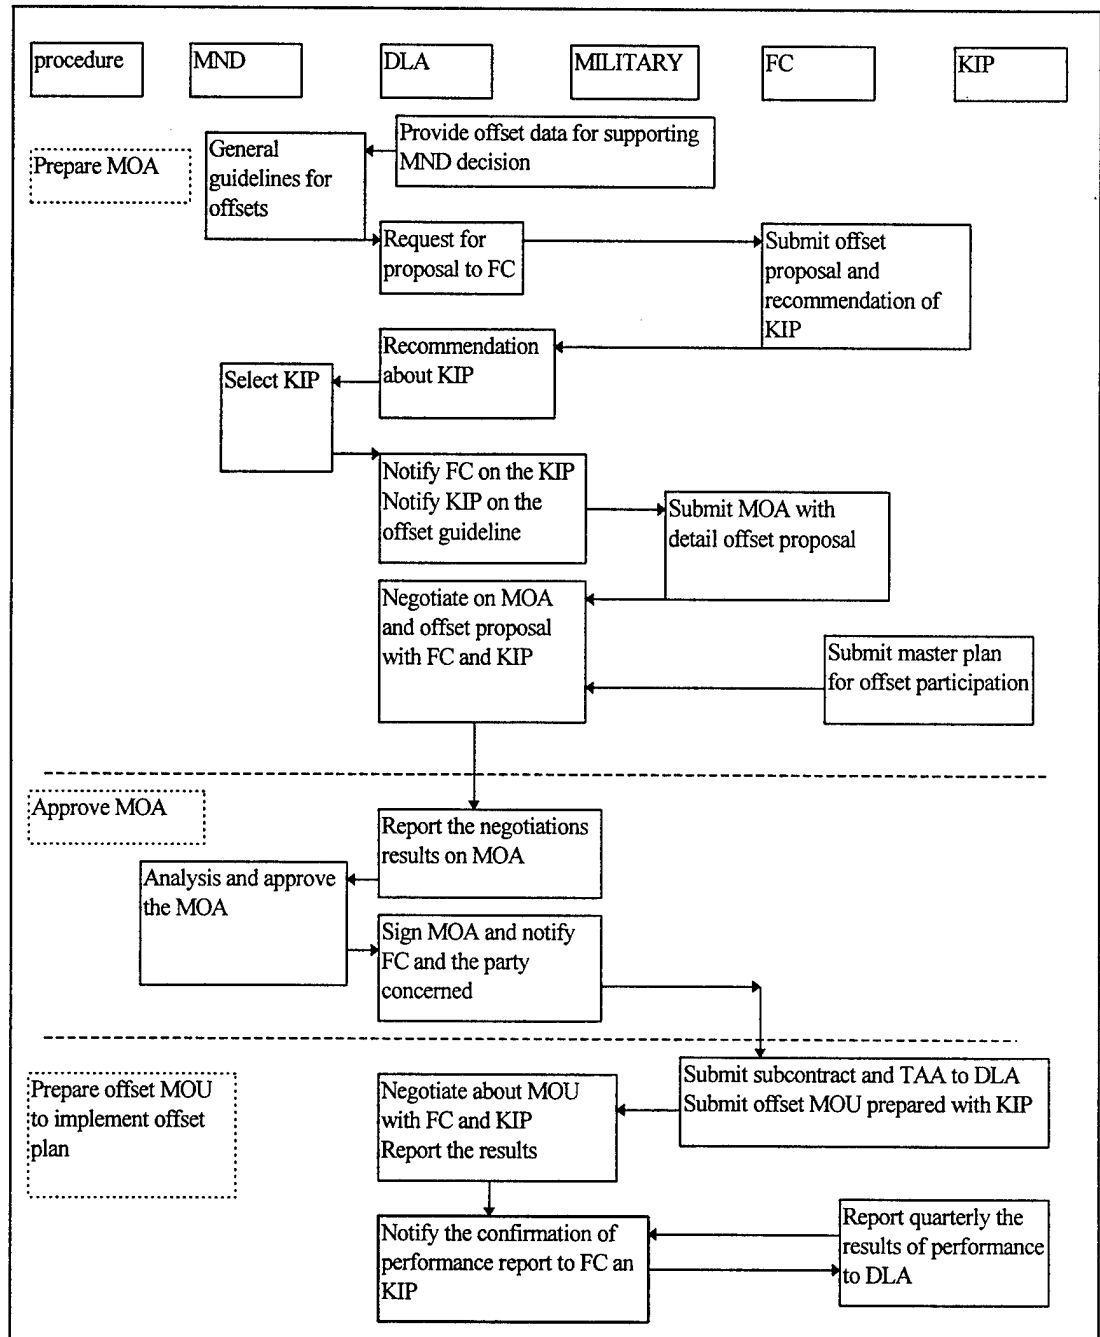 procedure
MND
DLA
MILITARY
FC
KIP
Prepare MOA
General
guidelines for
offsets
Provide offset data for supporting
MND decision
Request for
proposal to FC
Submit offset
proposal and
recommendation of
KIP
Recommendation
about KIP
Select KIP
Notify FC on the KIP
Notify KIP on the
offset guideline
Submit MOA with
detail offset proposal
Negotiate on MOA
and offset proposal
with FC and KIP
Submit master plan
for offset participation
Approve MOA
Report the negotiations
results on MOA
Analysis and approve
the MOA
Sign MOA and notify
FC and the party
concerned
Prepare offset MOU
to implement offset
plan
Submit subcontract and TAA to DLA
Submit offset MOU prepared with KIP
Negotiate about MOU
with FC and KIP
Report the results
Notify the confirmation of
performance report to FC an
KIP
Report quarterly the
results of performance
to DLA